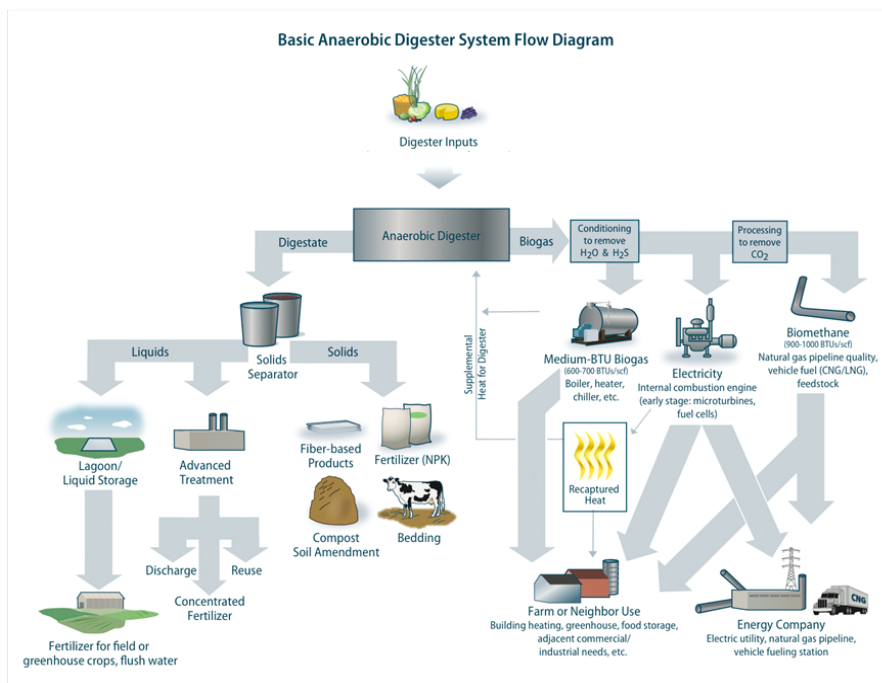 Basic Anaerobic Digester System Flow Diagram
Digester Inputs
Anaerobic Digester
Digestate
Biogas
Conditioning
to remove
H₂O & H₂S
Processing
to remove
CO₂
Solids
Separator
Liquids
Solids
Supplemental
Heat for Digester
Medium-BTU Biogas
(600-700 BTUs/scf)
Boiler, heater,
chiller, etc.
Electricity
Internal combustion engine
(early stage: microturbines,
fuel cells)
Biomethane
(900-1000 BTUs/scf)
Natural gas pipeline quality,
vehicle fuel (CNG/LNG),
feedstock
Lagoon/
Liquid Storage
Advanced
Treatment
Fiber-based
Products
Fertilizer (NPK)
Compost
Soil Amendment
Bedding
Recaptured
Heat
Discharge
Reuse
Concentrated
Fertilizer
Fertilizer for field or
greenhouse crops, flush water
Farm or Neighbor Use
Building heating, greenhouse, food storage,
adjacent commercial/
industrial needs, etc.
CNG
Energy Company
Electric utility, natural gas pipeline,
vehicle fueling station